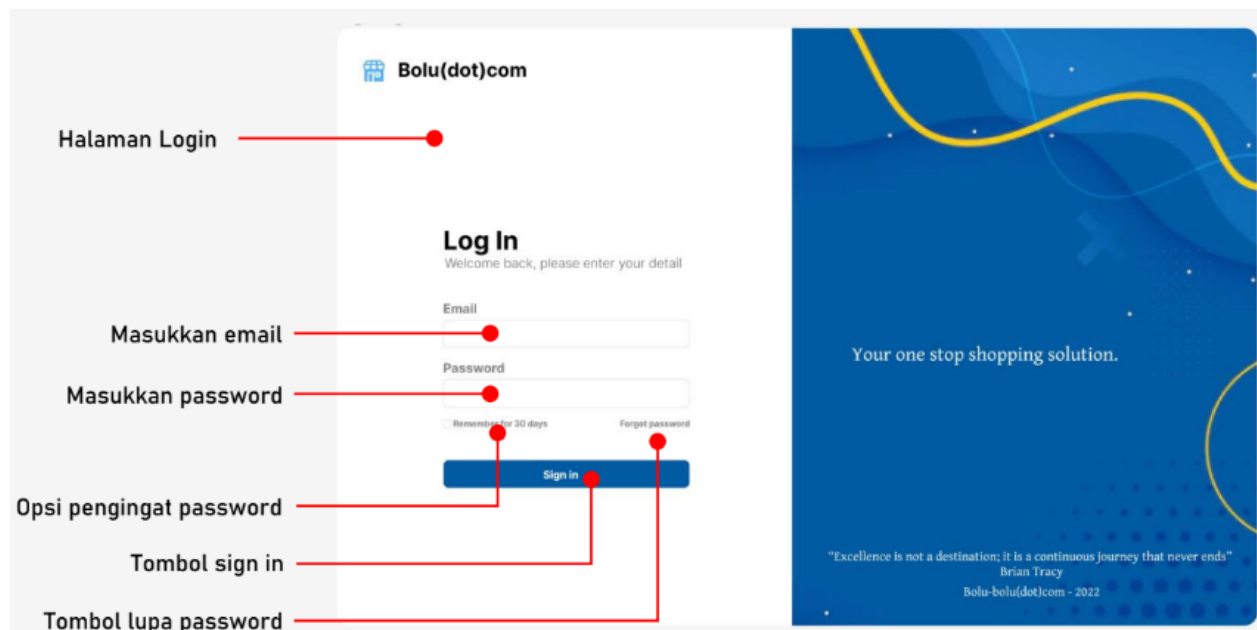 Bolu(dot)com
Halaman Login
Log In
Welcome back, please enter your detail
Email
Masukkan email
Password
Masukkan password
Remember for 30 days
Forget password
Sign in
Opsi pengingat password
Tombol sign in
Tombol lupa password
Your one stop shopping solution.
“Excellence is not a destination; it is a continuous journey that never ends”
Brian Tracy
Bolu-bolu(dot)com - 2022